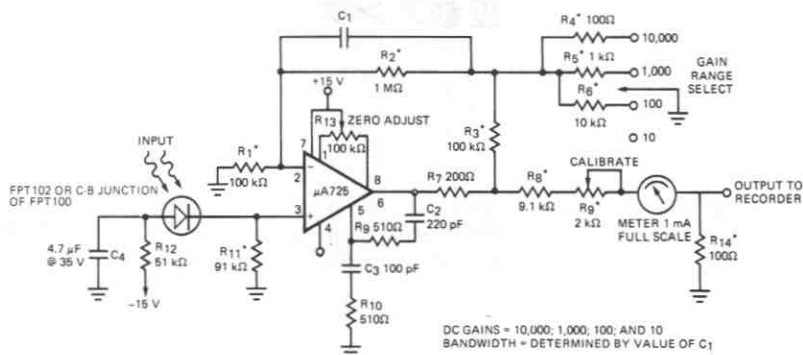 C1
R2*
1 MΩ
R4* 100Ω
10,000
R5* 1 kΩ
1,000
R6*
10 kΩ
100
10
GAIN
RANGE
SELECT
+15 V
R13
ZERO ADJUST
100 kΩ
INPUT
R1*
100 kΩ
7
1
2
−
μA725
8
6
3
+
5
4
R3*
100 kΩ
FPT102 OR C-B JUNCTION
OF FPT100
R7 200Ω
R8*
9.1 kΩ
CALIBRATE
R9*
2 kΩ
METER 1 mA
FULL SCALE
OUTPUT TO
RECORDER
R14*
100Ω
C2
220 pF
R9 510Ω
4.7 μF
@ 35 V
C4
R12
51 kΩ
−15 V
R11*
91 kΩ
C3 100 pF
R10
510Ω
DC GAINS = 10,000; 1,000; 100; AND 10
BANDWIDTH = DETERMINED BY VALUE OF C1